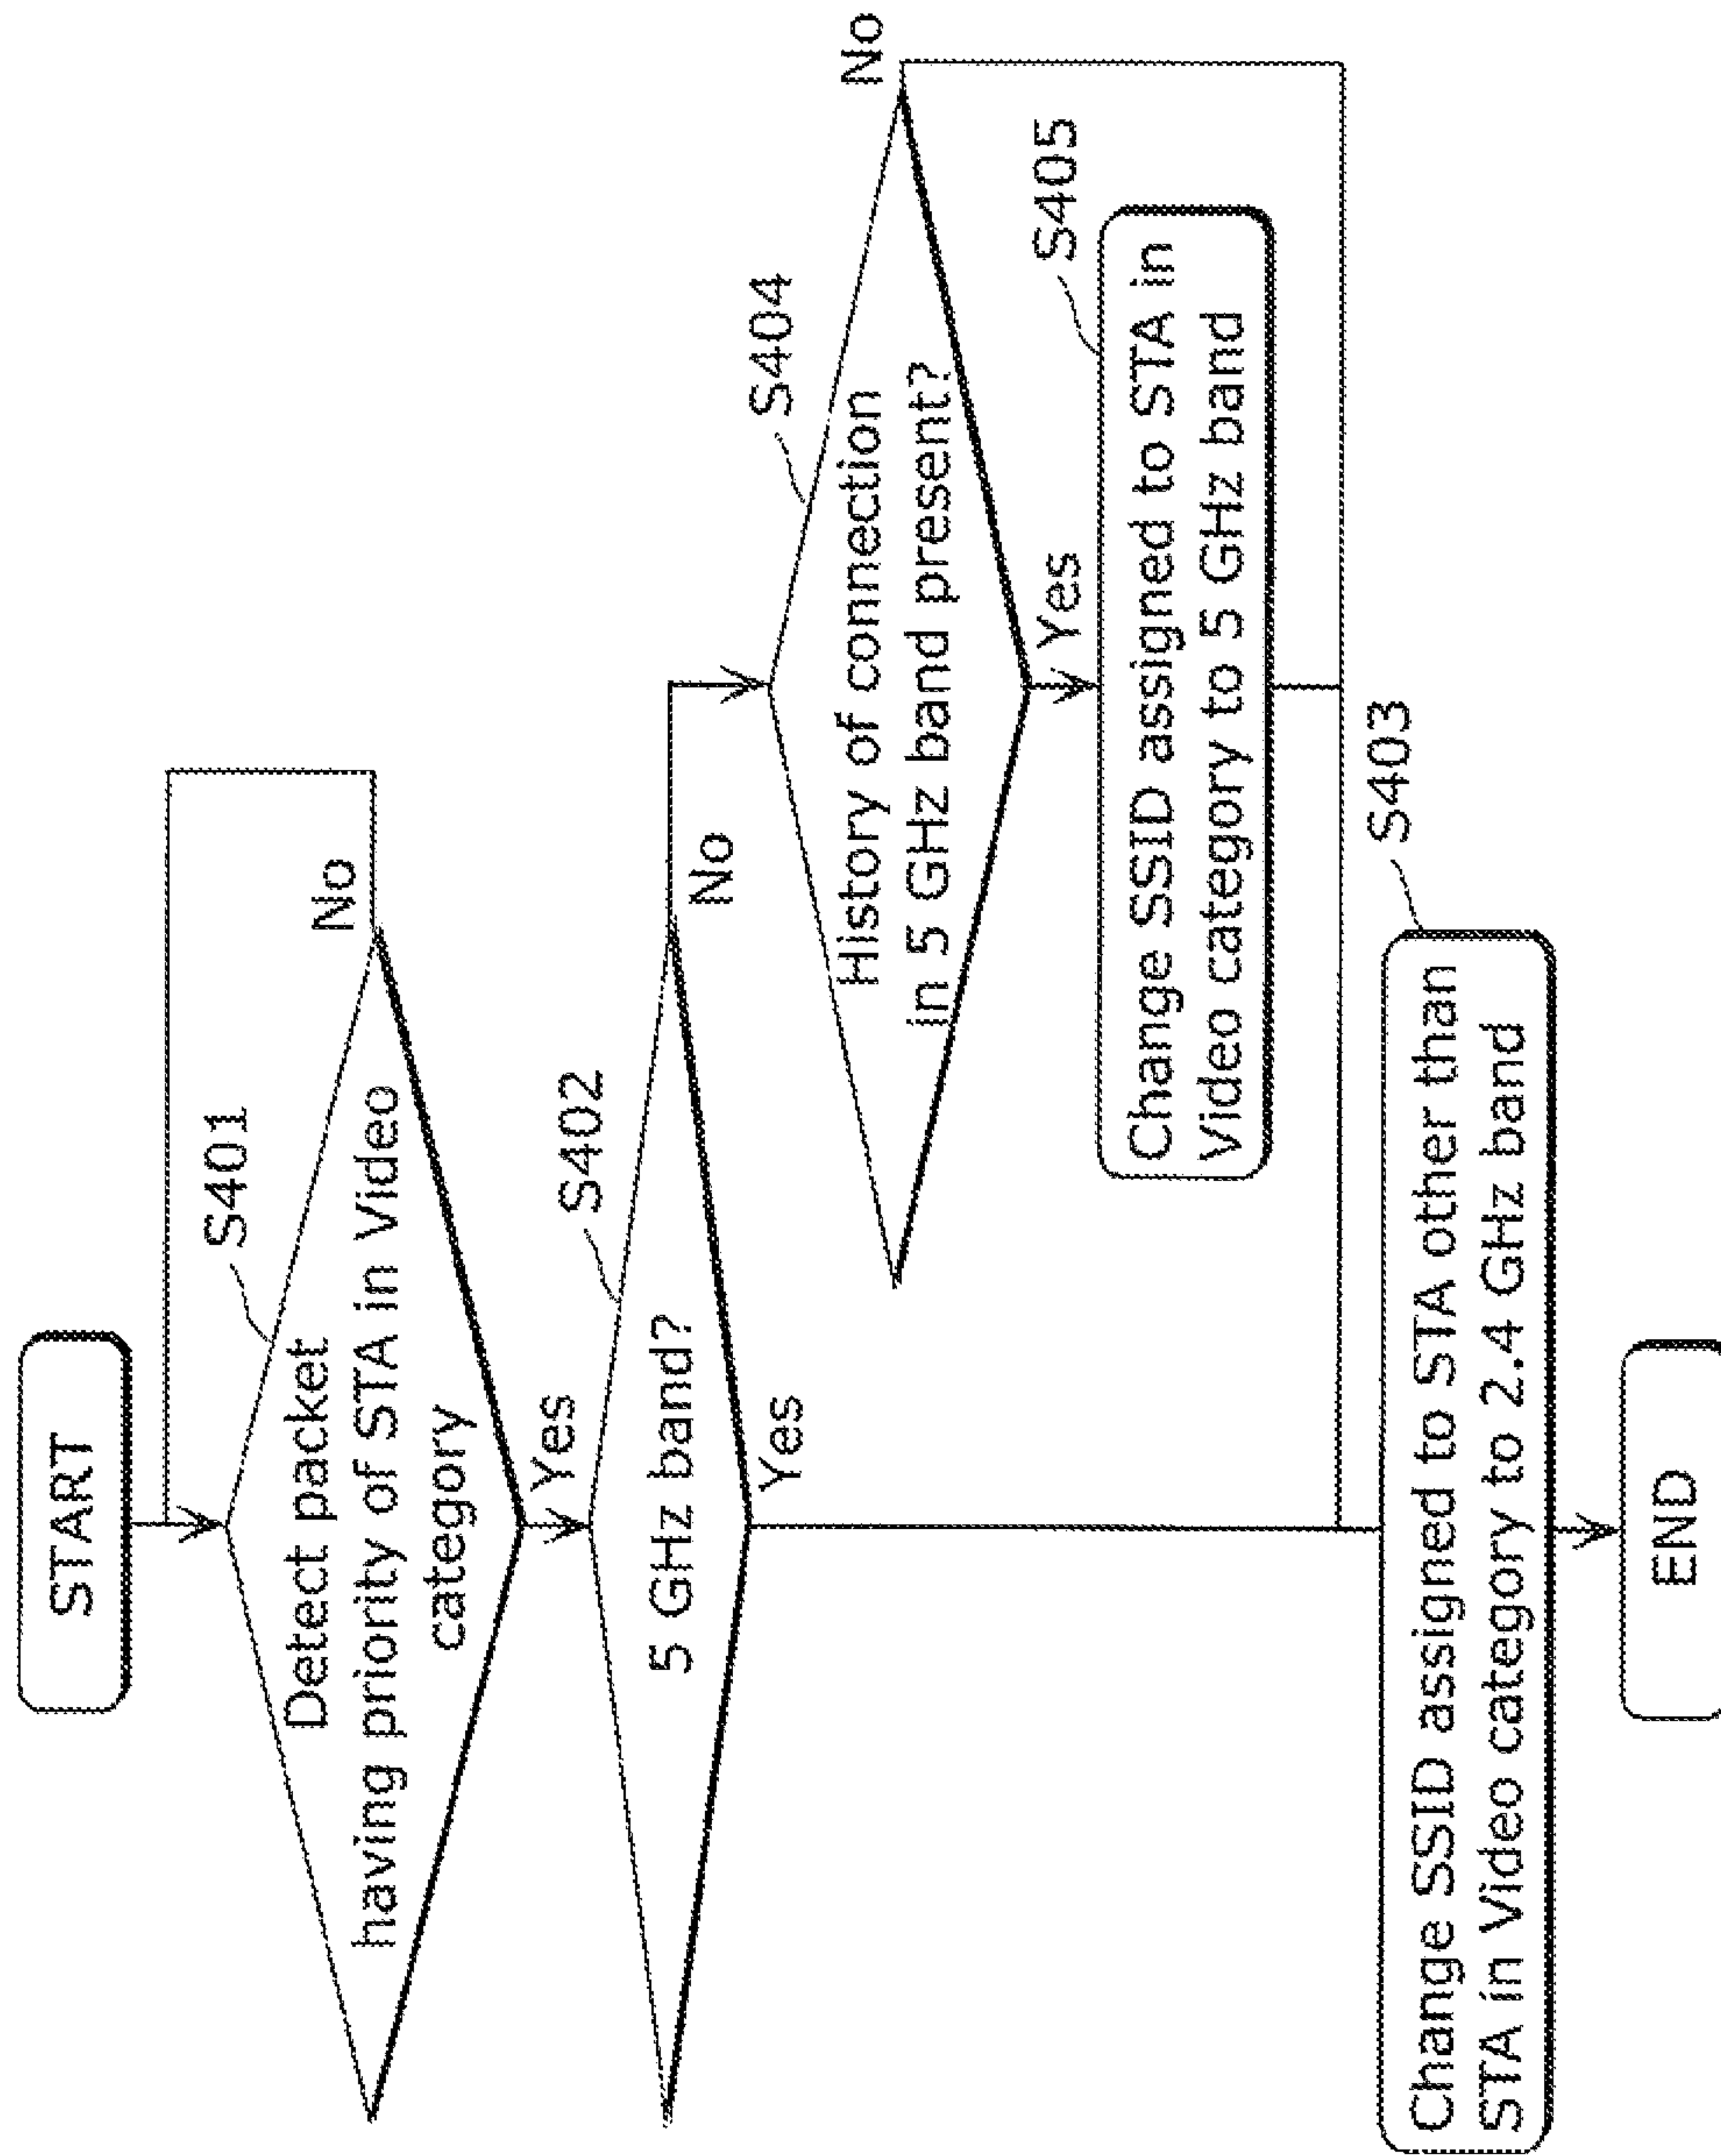 START
S401
Detect packet
having priority of STA in Video
category
No
Yes
S402
5 GHz band?
No
Yes
S404
History of connection
in 5 GHz band present?
No
Yes
S405
Change SSID assigned to STA in
Video category to 5 GHz band
S403
Change SSID assigned to STA other than
STA in Video category to 2.4 GHz band
END